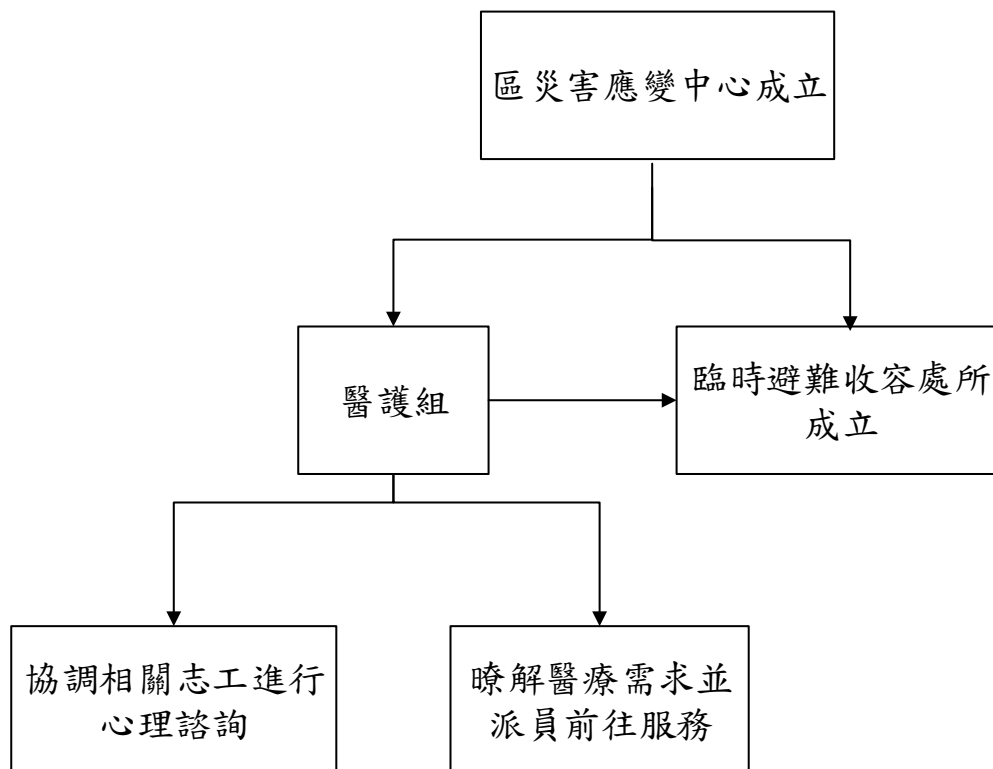 區災害應變中心成立
醫護組
臨時避難收容處所
成立
協調相關志工進行
心理諮詢
瞭解醫療需求並
派員前往服務